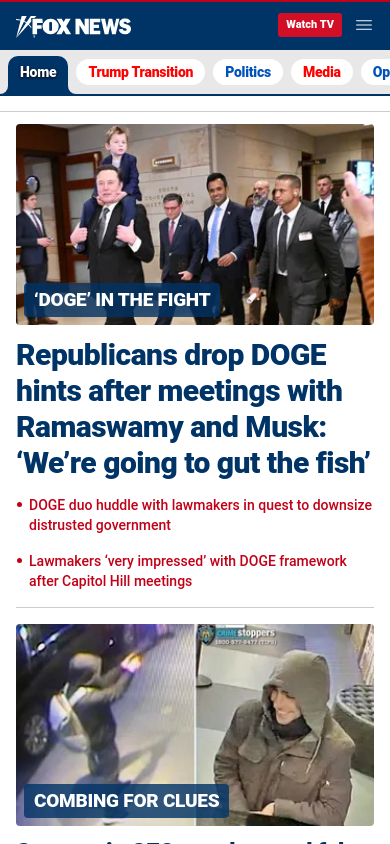 FOX NEWS
Watch TV
Home
Trump Transition
Politics
Media
Op
‘DOGE’ IN THE FIGHT
Republicans drop DOGE
hints after meetings with
Ramaswamy and Musk:
‘We’re going to gut the fish’
• DOGE duo huddle with lawmakers in quest to downsize
distrusted government
• Lawmakers ‘very impressed’ with DOGE framework
after Capitol Hill meetings
CRIME stoppers
COMBING FOR CLUES